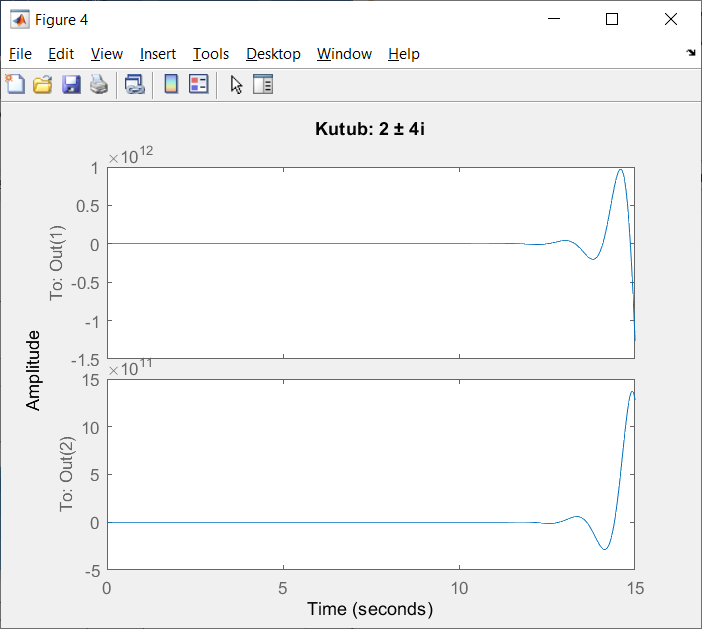 Figure 4
File Edit View Insert Tools Desktop Window Help
Kutub: 2 ± 4i
×10^12
1
0.5
0
-0.5
-1
-1.5
To: Out(1)
Amplitude
×10^11
15
10
5
0
-5
To: Out(2)
0 5 10 15
Time (seconds)